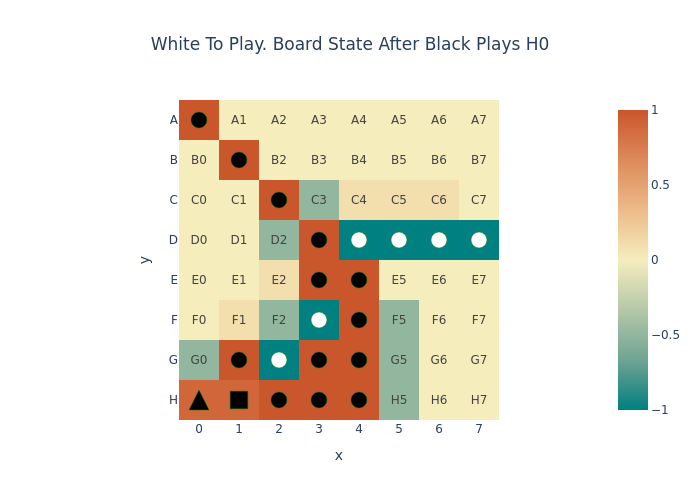 White To Play. Board State After Black Plays H0
A A1 A2 A3 A4 A5 A6 A7
B B0 B2 B3 B4 B5 B6 B7
C C0 C1 C3 C4 C5 C6 C7
D D0 D1 D2
E E0 E1 E2 E5 E6 E7
F F0 F1 F2 F5 F6 F7
G G0 G5 G6 G7
H H5 H6 H7
0 1 2 3 4 5 6 7
x
y
1
0.5
0
−0.5
−1